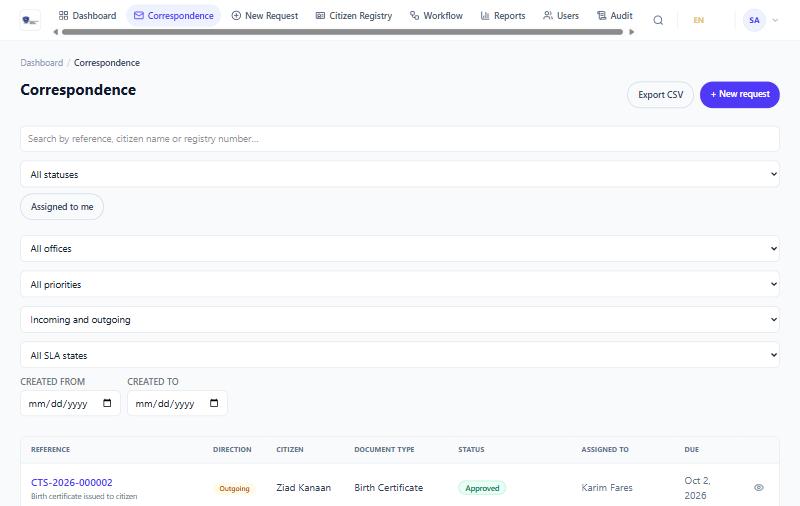 Dashboard Correspondence New Request Citizen Registry Workflow Reports Users Audit EN SA
Dashboard / Correspondence
Correspondence
Export CSV + New request
Search by reference, citizen name or registry number...
All statuses
Assigned to me
All offices
All priorities
Incoming and outgoing
All SLA states
CREATED FROM CREATED TO
mm/dd/yyyy mm/dd/yyyy
REFERENCE DIRECTION CITIZEN DOCUMENT TYPE STATUS ASSIGNED TO DUE
CTS-2026-000002 Outgoing Ziad Kanaan Birth Certificate Approved Karim Fares Oct 2,
Birth certificate issued to citizen 2026